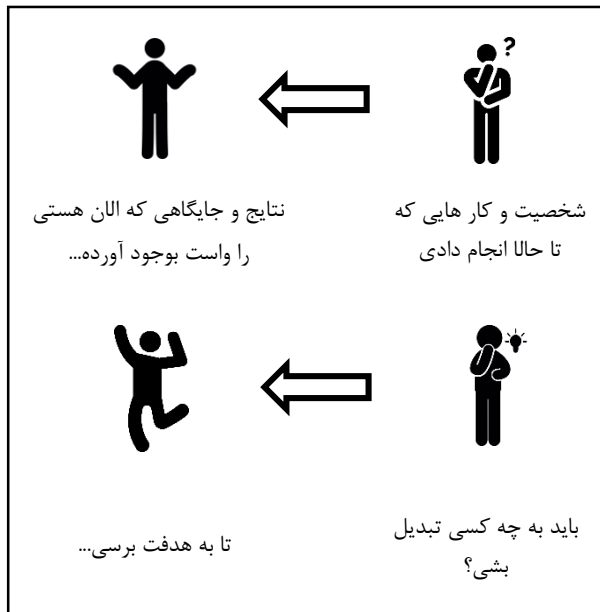 ?
شخصیت و کار هایی که
تا حالا انجام دادی
نتایج و جایگاهی که الان هستی
را واست بوجود آورده...
باید به چه کسی تبدیل
بشی؟
تا به هدفت برسی...